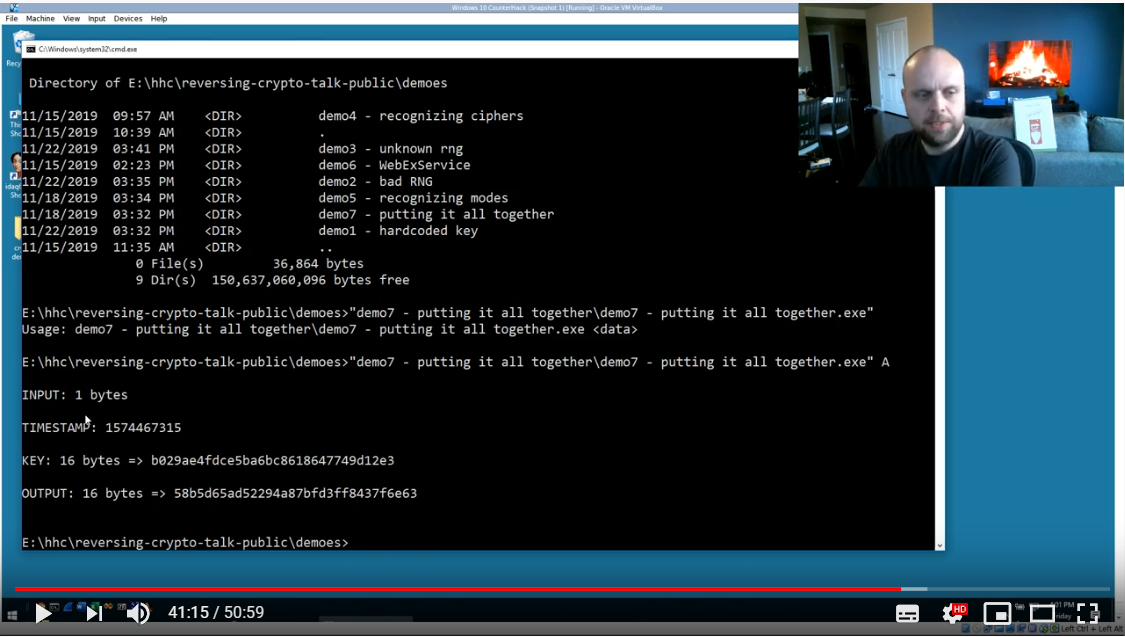 Windows 10 CounterHack (Snapshot 1) [Running] - Oracle VM VirtualBox
File Machine View Input Devices Help
C:\Windows\system32\cmd.exe
Directory of E:\hhc\reversing-crypto-talk-public\demoes
11/15/2019 09:57 AM <DIR> demo4 - recognizing ciphers
11/15/2019 10:39 AM <DIR> .
11/22/2019 03:41 PM <DIR> demo3 - unknown rng
11/15/2019 02:23 PM <DIR> demo6 - WebExService
11/22/2019 03:35 PM <DIR> demo2 - bad RNG
11/18/2019 03:34 PM <DIR> demo5 - recognizing modes
11/18/2019 03:32 PM <DIR> demo7 - putting it all together
11/22/2019 03:32 PM <DIR> demo1 - hardcoded key
11/15/2019 11:35 AM <DIR> ..
0 File(s) 36,864 bytes
9 Dir(s) 150,637,060,096 bytes free
E:\hhc\reversing-crypto-talk-public\demoes>"demo7 - putting it all together\demo7 - putting it all together.exe"
Usage: demo7 - putting it all together\demo7 - putting it all together.exe <data>
E:\hhc\reversing-crypto-talk-public\demoes>"demo7 - putting it all together\demo7 - putting it all together.exe" A
INPUT: 1 bytes
TIMESTAMP: 1574467315
KEY: 16 bytes => b029ae4fdce5ba6bc8618647749d12e3
OUTPUT: 16 bytes => 58b5d65ad52294a87bfd3ff8437f6e63
E:\hhc\reversing-crypto-talk-public\demoes>
41:15 / 50:59
HD
Left Ctrl + Left Alt